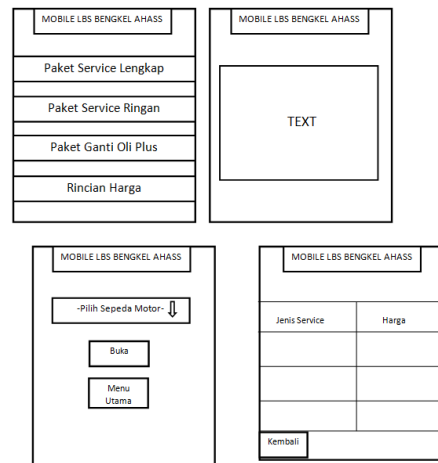 MOBILE LBS BENGKEL AHASS
Paket Service Lengkap
Paket Service Ringan
Paket Ganti Oli Plus
Rincian Harga
MOBILE LBS BENGKEL AHASS
TEXT
MOBILE LBS BENGKEL AHASS
-Pilih Sepeda Motor-
Buka
Menu
Utama
MOBILE LBS BENGKEL AHASS
Jenis Service Harga
Kembali